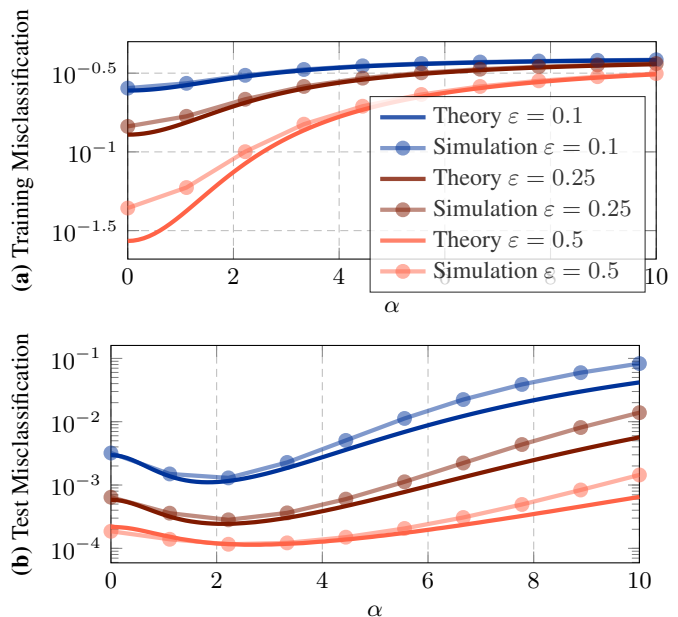 (a) Training Misclassification
10^−0.5
10^−1
10^−1.5
0 2 4 6 8 10
α
Theory ε = 0.1
Simulation ε = 0.1
Theory ε = 0.25
Simulation ε = 0.25
Theory ε = 0.5
Simulation ε = 0.5
(b) Test Misclassification
10^−1
10^−2
10^−3
10^−4
0 2 4 6 8 10
α